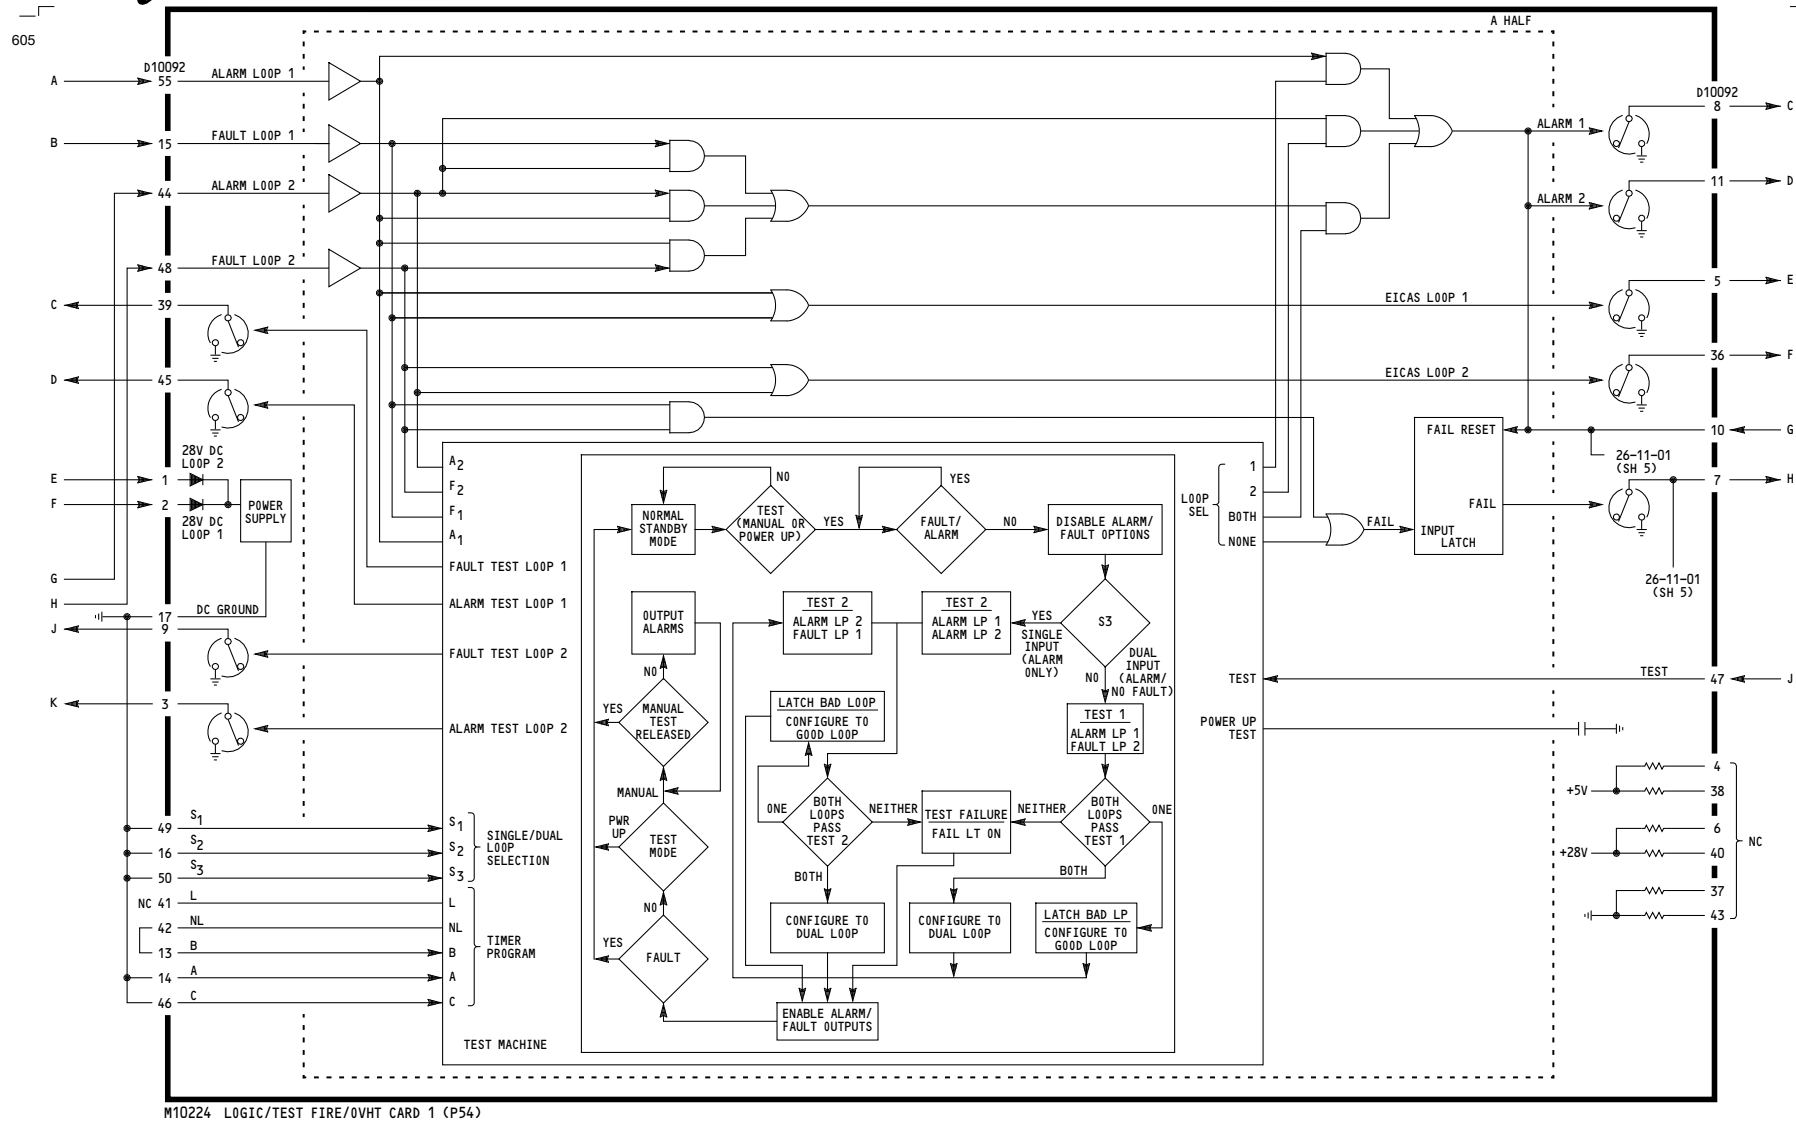 605
A HALF
A
D10092
55
ALARM LOOP 1
B
15
FAULT LOOP 1
44
ALARM LOOP 2
48
FAULT LOOP 2
C
39
D
45
28V DC
LOOP 2
E
1
F
2
28V DC
LOOP 1
POWER
SUPPLY
G
H
17
DC GROUND
J
9
K
3
49
S1
16
S2
50
S3
NC 41
L
42
NL
13
B
14
A
46
C
A2
F2
F1
A1
FAULT TEST LOOP 1
ALARM TEST LOOP 1
FAULT TEST LOOP 2
ALARM TEST LOOP 2
S1
S2
S3
SINGLE/DUAL
LOOP
SELECTION
L
NL
B
A
C
TIMER
PROGRAM
TEST MACHINE
NORMAL
STANDBY
MODE
NO
TEST
(MANUAL OR
POWER UP)
YES
YES
FAULT/
ALARM
NO
DISABLE ALARM/
FAULT OPTIONS
OUTPUT
ALARMS
TEST 2
ALARM LP 2
FAULT LP 1
TEST 2
ALARM LP 1
ALARM LP 2
YES
SINGLE
INPUT
(ALARM
ONLY)
S3
DUAL
INPUT
(ALARM/
NO FAULT)
NO
NO
YES
MANUAL
TEST
RELEASED
LATCH BAD LOOP
CONFIGURE TO
GOOD LOOP
TEST 1
ALARM LP 1
FAULT LP 2
MANUAL
PWR
UP
TEST
MODE
ONE
BOTH
LOOPS
PASS
TEST 2
NEITHER
TEST FAILURE
FAIL LT ON
NEITHER
BOTH
LOOPS
PASS
TEST 1
ONE
BOTH
BOTH
NO
YES
FAULT
CONFIGURE TO
DUAL LOOP
CONFIGURE TO
DUAL LOOP
LATCH BAD LP
CONFIGURE TO
GOOD LOOP
ENABLE ALARM/
FAULT OUTPUTS
LOOP
SEL
1
2
BOTH
NONE
TEST
POWER UP
TEST
FAIL
FAIL RESET
FAIL
INPUT
LATCH
ALARM 1
ALARM 2
EICAS LOOP 1
EICAS LOOP 2
D10092
8
C
11
D
5
E
36
F
10
G
26-11-01
(SH 5)
7
H
26-11-01
(SH 5)
TEST
47
J
+5V
4
38
+28V
6
40
NC
37
43
M10224 LOGIC/TEST FIRE/OVHT CARD 1 (P54)